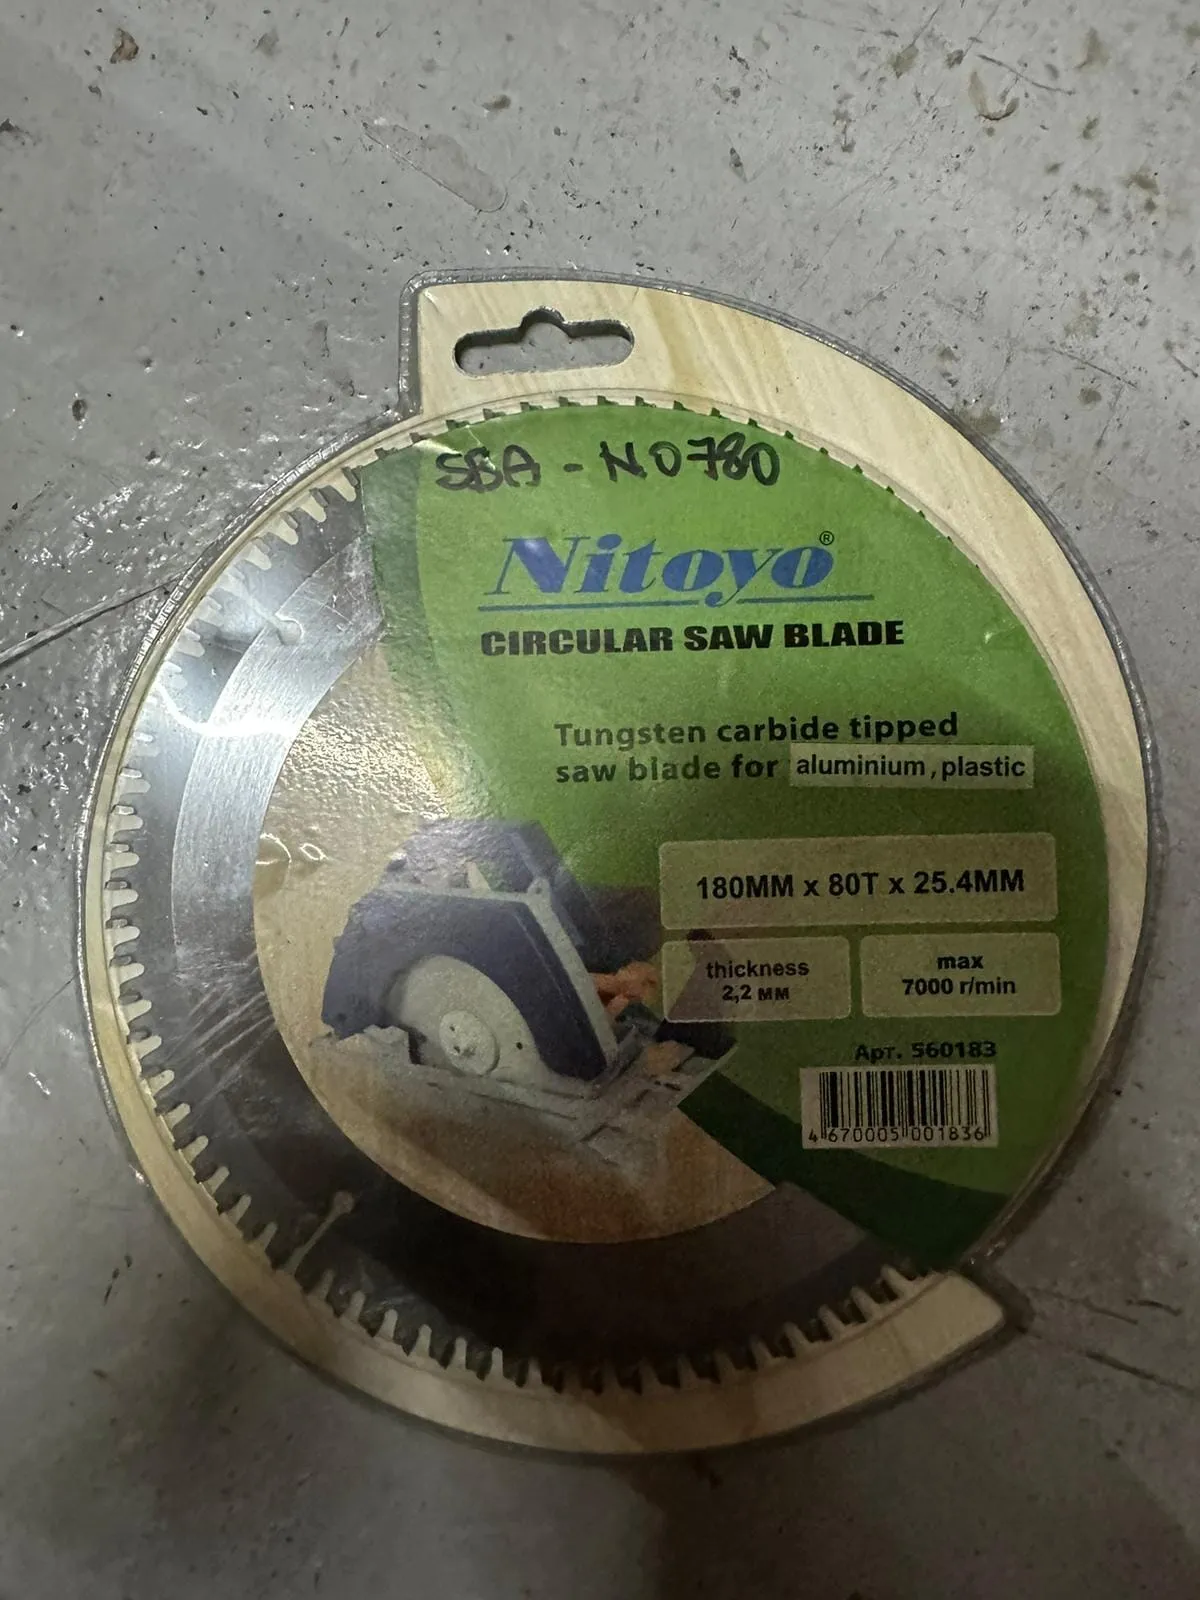 SBA - N0780
Nitoyo®
CIRCULAR SAW BLADE
Tungsten carbide tipped
saw blade for aluminium, plastic
180MM x 80T x 25.4MM
thickness
2,2 мм
max
7000 r/min
Арт. 560183
4 670005 001836